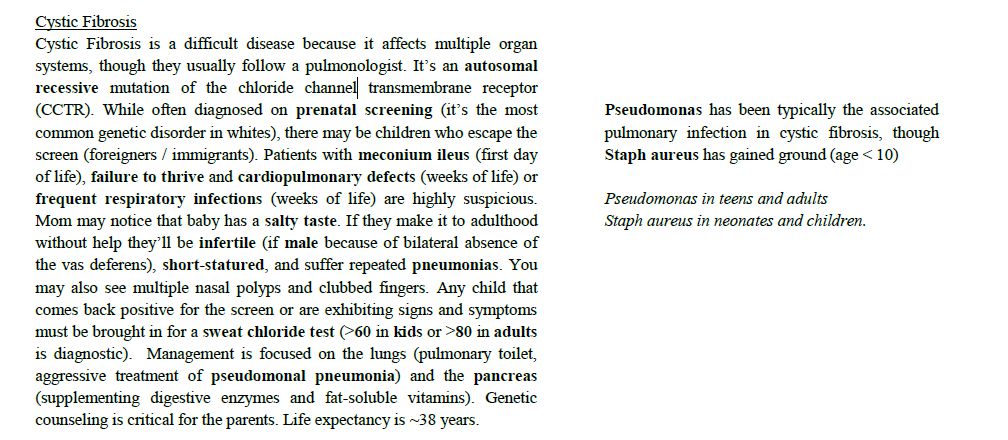 Cystic Fibrosis
Cystic Fibrosis is a difficult disease because it affects multiple organ
systems, though they usually follow a pulmonologist. It's an autosomal
recessive mutation of the chloride channel transmembrane receptor
(CCTR). While often diagnosed on prenatal screening (it's the most
common genetic disorder in whites), there may be children who escape the
screen (foreigners / immigrants). Patients with meconium ileus (first day
of life), failure to thrive and cardiopulmonary defects (weeks of life) or
frequent respiratory infections (weeks of life) are highly suspicious.
Mom may notice that baby has a salty taste. If they make it to adulthood
without help they'll be infertile (if male because of bilateral absence of
the vas deferens), short-statured, and suffer repeated pneumonias. You
may also see multiple nasal polyps and clubbed fingers. Any child that
comes back positive for the screen or are exhibiting signs and symptoms
must be brought in for a sweat chloride test (>60 in kids or >80 in adults
is diagnostic).  Management is focused on the lungs (pulmonary toilet,
aggressive treatment of pseudomonal pneumonia) and the pancreas
(supplementing digestive enzymes and fat-soluble vitamins). Genetic
counseling is critical for the parents. Life expectancy is ~38 years.
Pseudomonas has been typically the associated
pulmonary infection in cystic fibrosis, though
Staph aureus has gained ground (age < 10)
Pseudomonas in teens and adults
Staph aureus in neonates and children.